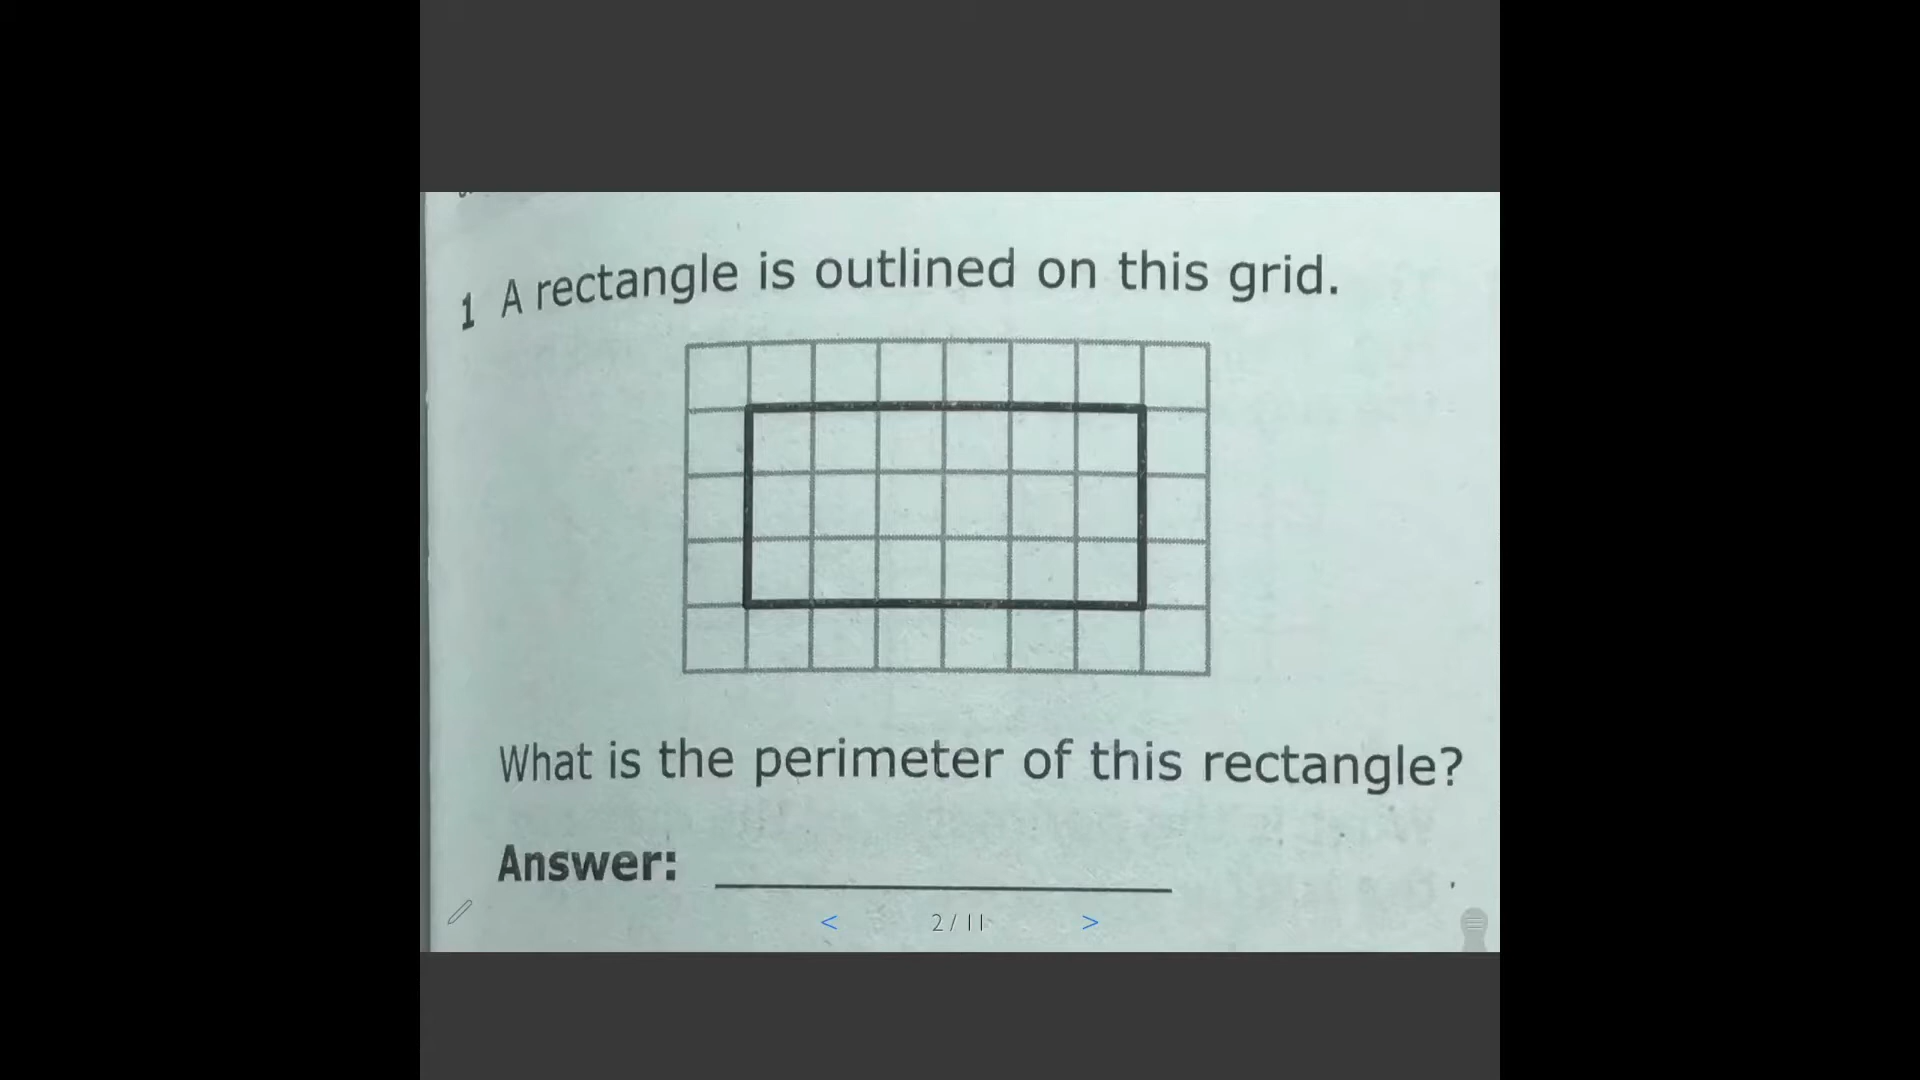 1 A rectangle is outlined on this grid.
What is the perimeter of this rectangle?
Answer:
< 2 / 11 >